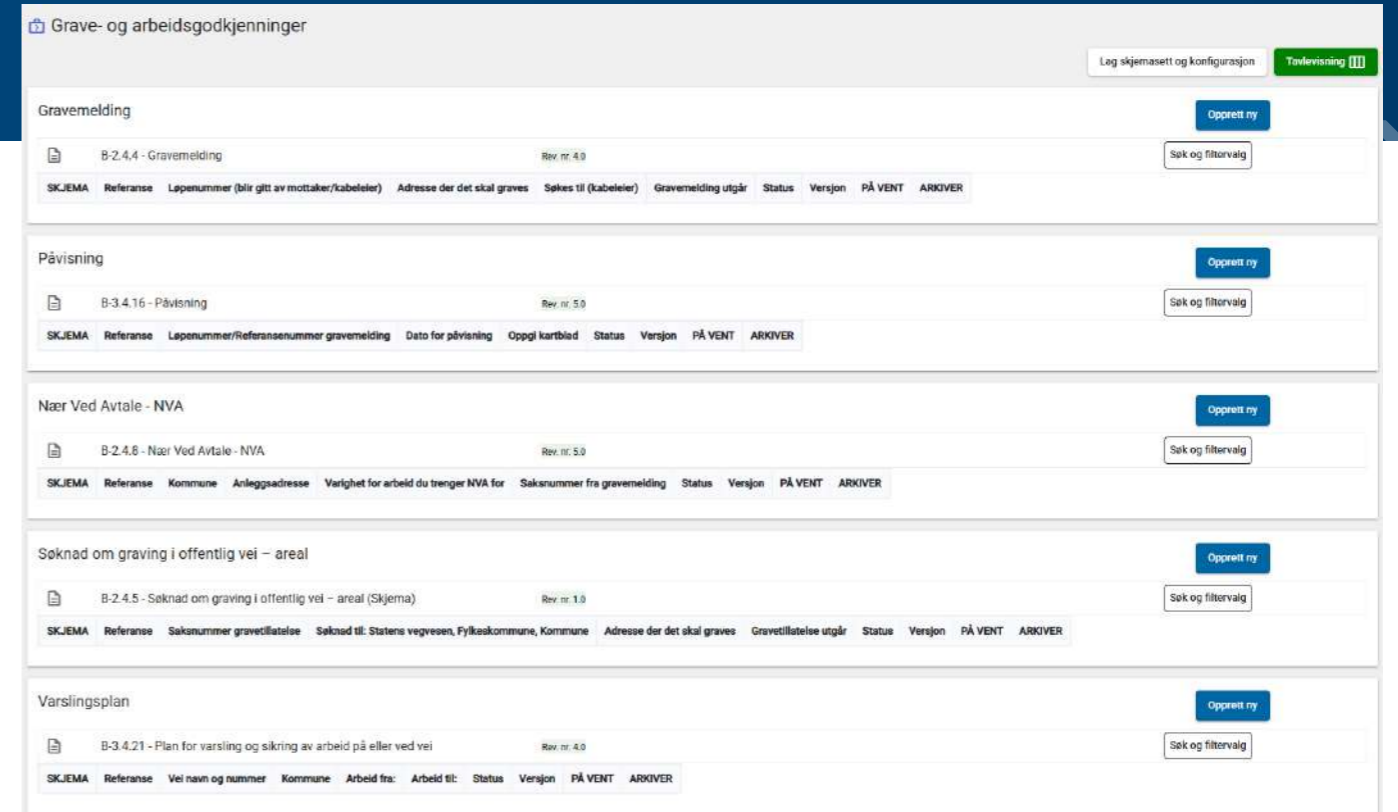 Grave- og arbeidsgodkjenninger
Lag skjemasett og konfigurasjon Tavlevisning
Gravemelding Opprett ny
B-2.4.4 - Gravemelding Rev. nr. 4.0 Søk og filtervalg
SKJEMA Referanse Løpenummer (blir gitt av mottaker/kabeleier) Adresse der det skal graves Søkes til (kabeleier) Gravemelding utgår Status Versjon PÅ VENT ARKIVER
Påvisning Opprett ny
B-3.4.16 - Påvisning Rev. nr. 5.0 Søk og filtervalg
SKJEMA Referanse Løpenummer/Referansenummer gravemelding Dato for påvisning Oppgi kartblad Status Versjon PÅ VENT ARKIVER
Nær Ved Avtale - NVA Opprett ny
B-2.4.8 - Nær Ved Avtale - NVA Rev. nr. 5.0 Søk og filtervalg
SKJEMA Referanse Kommune Anleggsadresse Varighet for arbeid du trenger NVA for Saksnummer fra gravemelding Status Versjon PÅ VENT ARKIVER
Søknad om graving i offentlig vei – areal Opprett ny
B-2.4.5 - Søknad om graving i offentlig vei – areal (Skjema) Rev. nr. 1.0 Søk og filtervalg
SKJEMA Referanse Saksnummer gravetillatelse Søknad til: Statens vegvesen, Fylkeskommune, Kommune Adresse der det skal graves Gravetillatelse utgår Status Versjon PÅ VENT ARKIVER
Varslingsplan Opprett ny
B-3.4.21 - Plan for varsling og sikring av arbeid på eller ved vei Rev. nr. 4.0 Søk og filtervalg
SKJEMA Referanse Vei navn og nummer Kommune Arbeid fra: Arbeid til: Status Versjon PÅ VENT ARKIVER